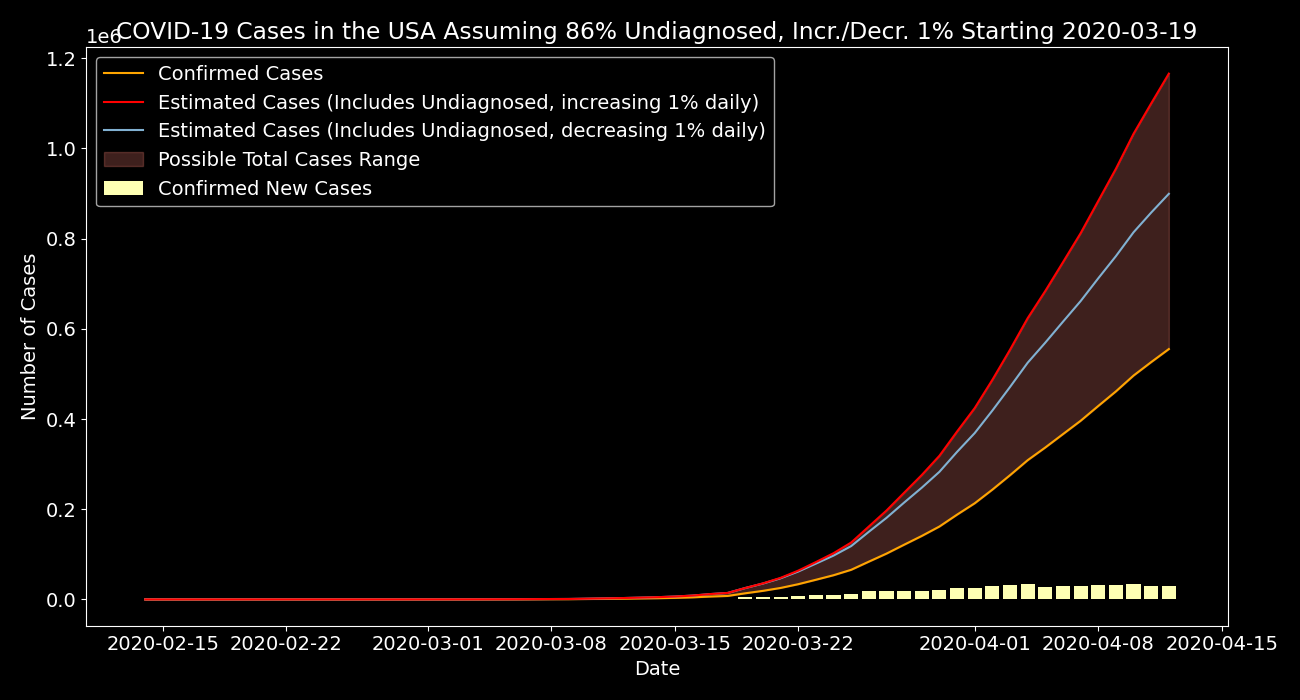 COVID-19 Cases in the USA Assuming 86% Undiagnosed, Incr./Decr. 1% Starting 2020-03-19
1e6
Confirmed Cases
Estimated Cases (Includes Undiagnosed, increasing 1% daily)
Estimated Cases (Includes Undiagnosed, decreasing 1% daily)
Possible Total Cases Range
Confirmed New Cases
1.2
1.0
0.8
0.6
0.4
0.2
0.0
Number of Cases
2020-02-15 2020-02-22 2020-03-01 2020-03-08 2020-03-15 2020-03-22 2020-04-01 2020-04-08 2020-04-15
Date